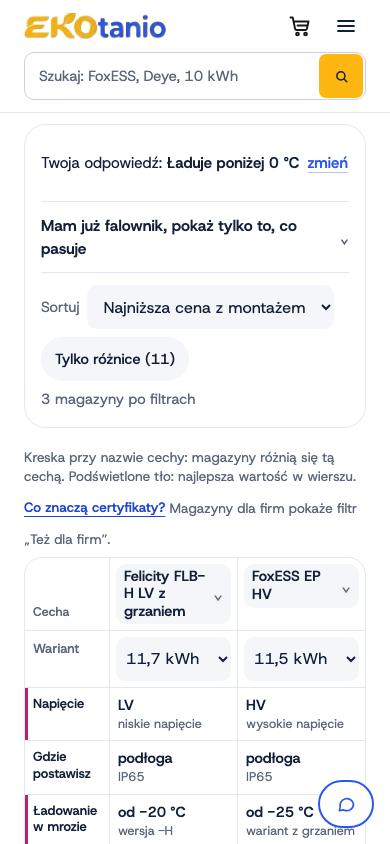 EKOtanio
Szukaj: FoxESS, Deye, 10 kWh
Twoja odpowiedź: Ładuje poniżej 0 °C zmień
Mam już falownik, pokaż tylko to, co
pasuje
Sortuj Najniższa cena z montażem
Tylko różnice (11)
3 magazyny po filtrach
Kreska przy nazwie cechy: magazyny różnią się tą
cechą. Podświetlone tło: najlepsza wartość w wierszu.
Co znaczą certyfikaty? Magazyny dla firm pokaże filtr
„Też dla firm”.
Cecha
Felicity FLB-
H LV z
grzaniem
FoxESS EP
HV
Wariant 11,7 kWh 11,5 kWh
Napięcie LV HV
niskie napięcie wysokie napięcie
Gdzie
postawisz
podłoga podłoga
IP65 IP65
Ładowanie
w mrozie
od −20 °C od −25 °C
wersja -H wariant z grzaniem